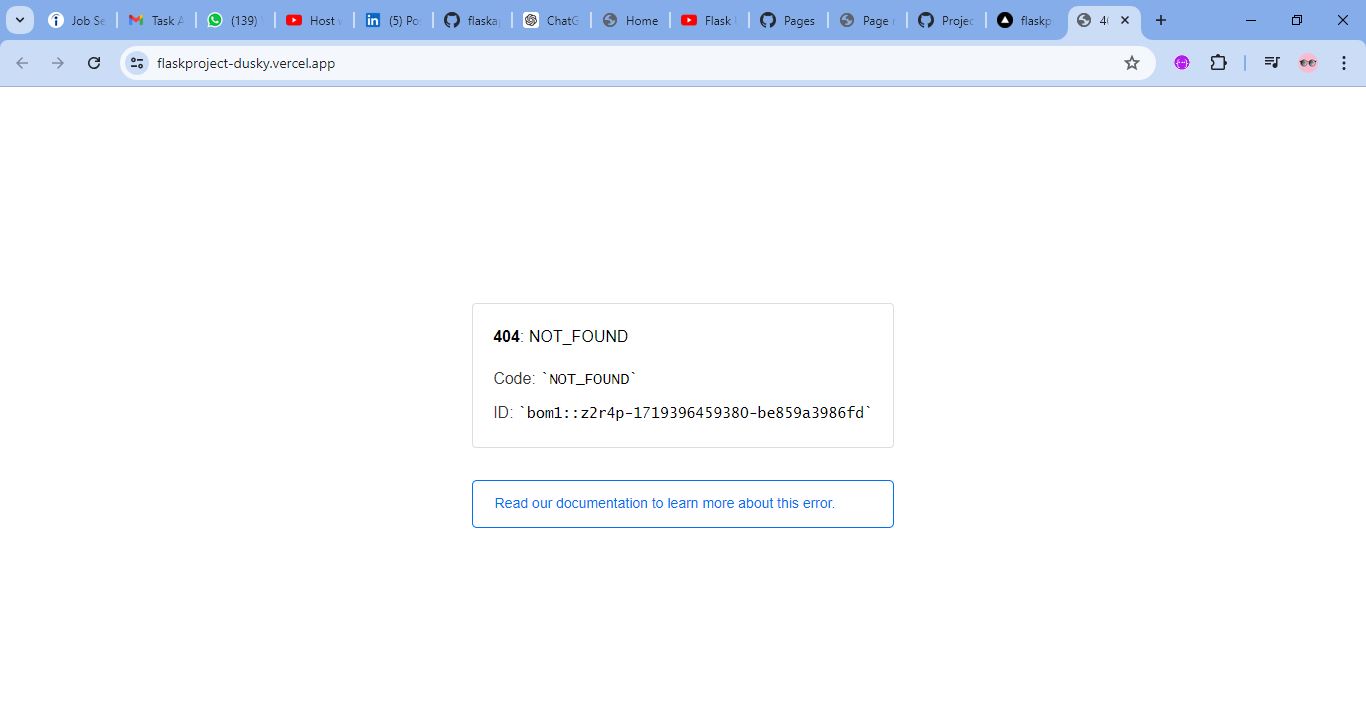 Job Se
Task A
(139)
Host w
(5) Po
flaska
ChatG
Home
Flask
Pages
Page
Projec
flaskp
flaskproject-dusky.vercel.app
404: NOT_FOUND
Code: `NOT_FOUND`
ID: `bom1::z2r4p-1719396459380-be859a3986fd`
Read our documentation to learn more about this error.